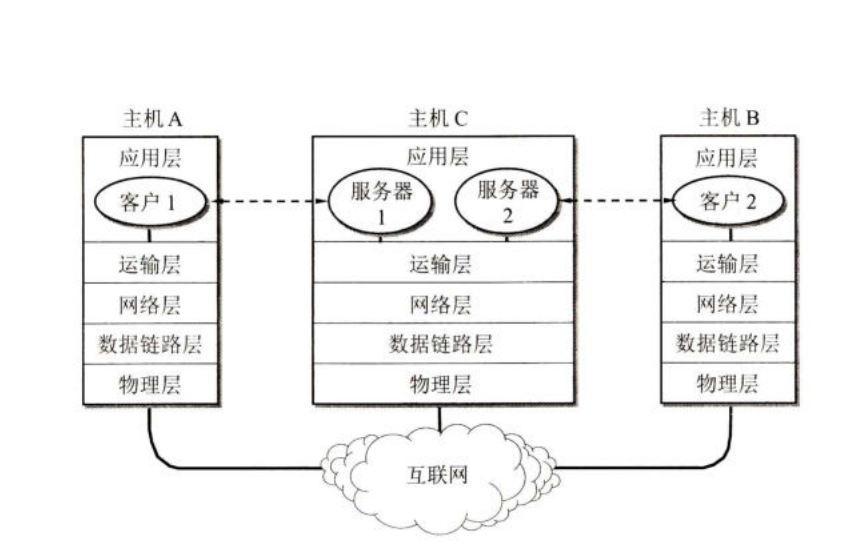 主机 A
主机 C
主机 B
应用层
应用层
应用层
客户 1
服务器
1
服务器
2
客户 2
运输层
运输层
运输层
网络层
网络层
网络层
数据链路层
数据链路层
数据链路层
物理层
物理层
物理层
互联网